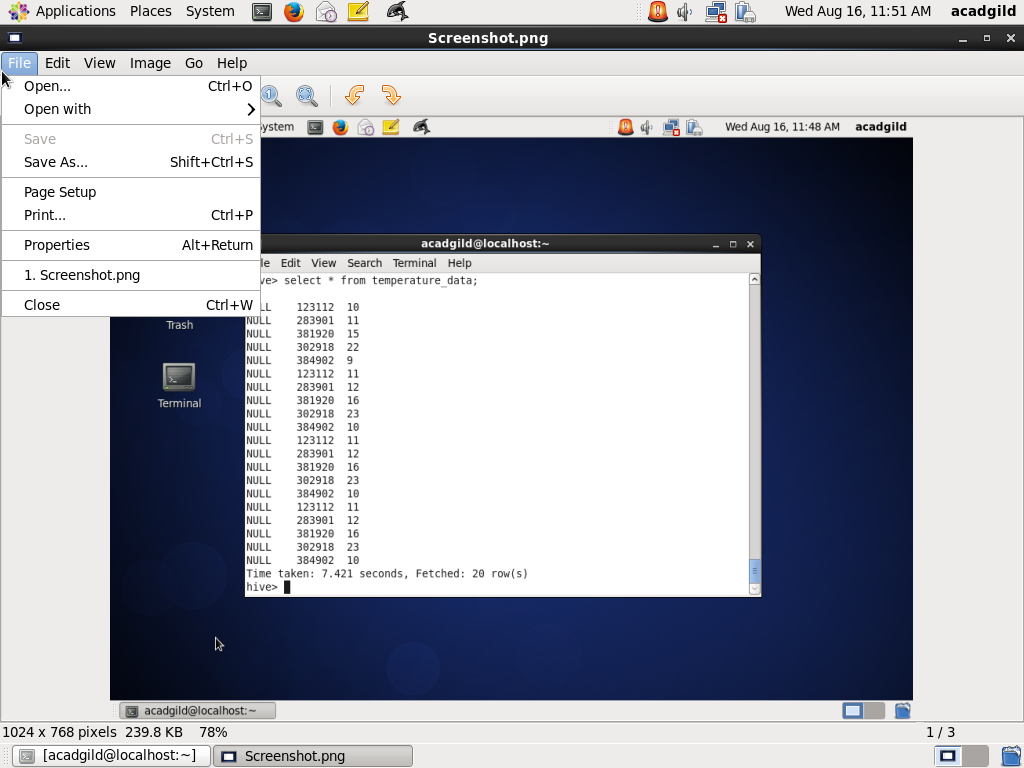 Applications Places System Wed Aug 16, 11:51 AM acadgild
Screenshot.png
File Edit View Image Go Help
Open... Ctrl+O
Open with
Save Ctrl+S
Save As... Shift+Ctrl+S
Page Setup
Print... Ctrl+P
Properties Alt+Return
1. Screenshot.png
Close Ctrl+W
ystem Wed Aug 16, 11:48 AM acadgild
Trash
Terminal
acadgild@localhost:~
le Edit View Search Terminal Help
ve> select * from temperature_data;
LL 123112 10
NULL 283901 11
NULL 381920 15
NULL 302918 22
NULL 384902 9
NULL 123112 11
NULL 283901 12
NULL 381920 16
NULL 302918 23
NULL 384902 10
NULL 123112 11
NULL 283901 12
NULL 381920 16
NULL 302918 23
NULL 384902 10
NULL 123112 11
NULL 283901 12
NULL 381920 16
NULL 302918 23
NULL 384902 10
Time taken: 7.421 seconds, Fetched: 20 row(s)
hive>
acadgild@localhost:~
1024 x 768 pixels 239.8 KB 78% 1 / 3
[acadgild@localhost:~] Screenshot.png